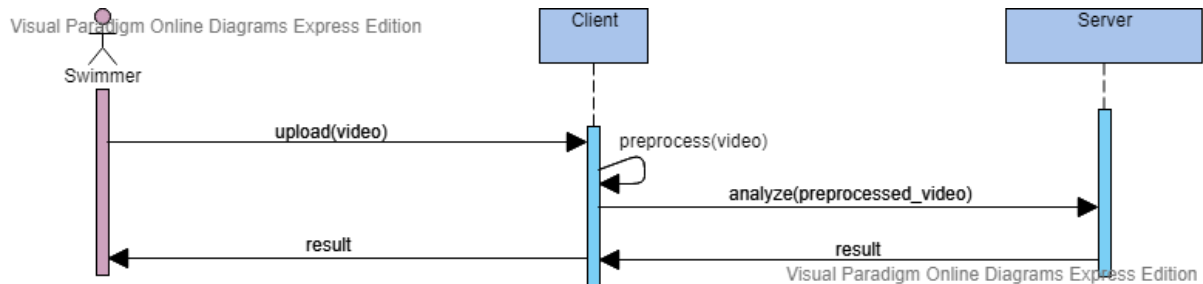 Visual Paradigm Online Diagrams Express Edition
Swimmer
Client
Server
upload(video)
preprocess(video)
analyze(preprocessed_video)
result
result
Visual Paradigm Online Diagrams Express Edition